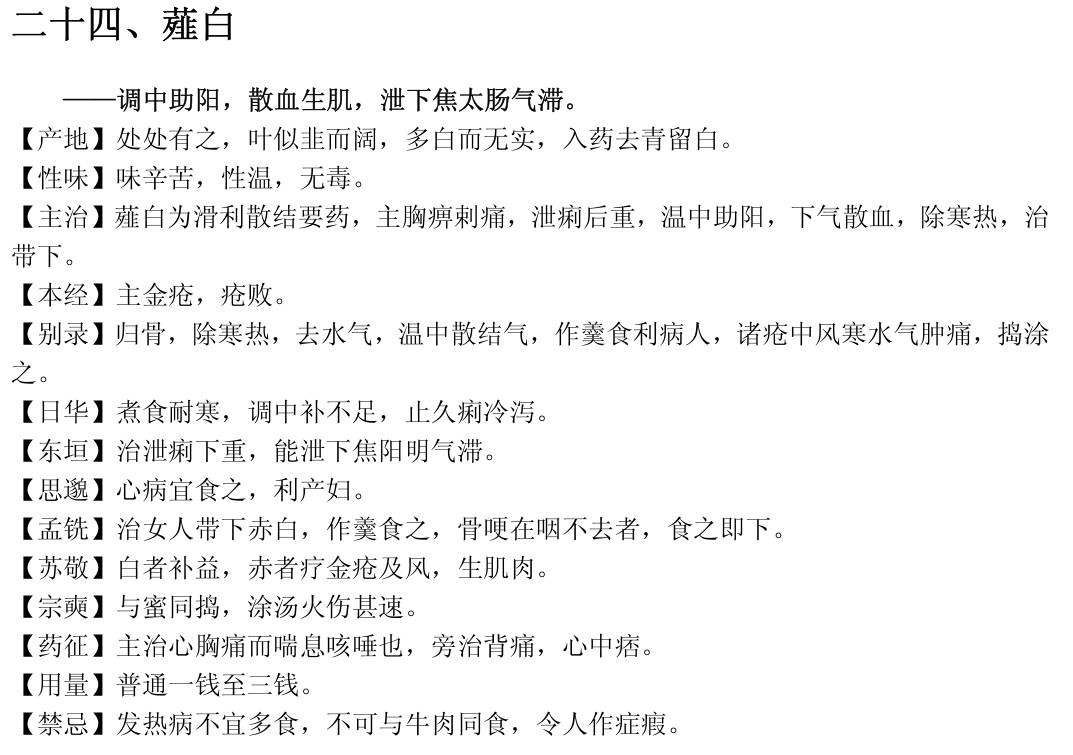 二十四、薤白
——调中助阳，散血生肌，泄下焦太肠气滞。
【产地】处处有之，叶似韭而阔，多白而无实，入药去青留白。
【性味】味辛苦，性温，无毒。
【主治】薤白为滑利散结要药，主胸痹刺痛，泄痢后重，温中助阳，下气散血，除寒热，治
带下。
【本经】主金疮，疮败。
【别录】归骨，除寒热，去水气，温中散结气，作羹食利病人，诸疮中风寒水气肿痛，捣涂
之。
【日华】煮食耐寒，调中补不足，止久痢冷泻。
【东垣】治泄痢下重，能泄下焦阳明气滞。
【思邈】心病宜食之，利产妇。
【孟铣】治女人带下赤白，作羹食之，骨哽在咽不去者，食之即下。
【苏敬】白者补益，赤者疗金疮及风，生肌肉。
【宗奭】与蜜同捣，涂汤火伤甚速。
【药征】主治心胸痛而喘息咳唾也，旁治背痛，心中痞。
【用量】普通一钱至三钱。
【禁忌】发热病不宜多食，不可与牛肉同食，令人作症瘕。